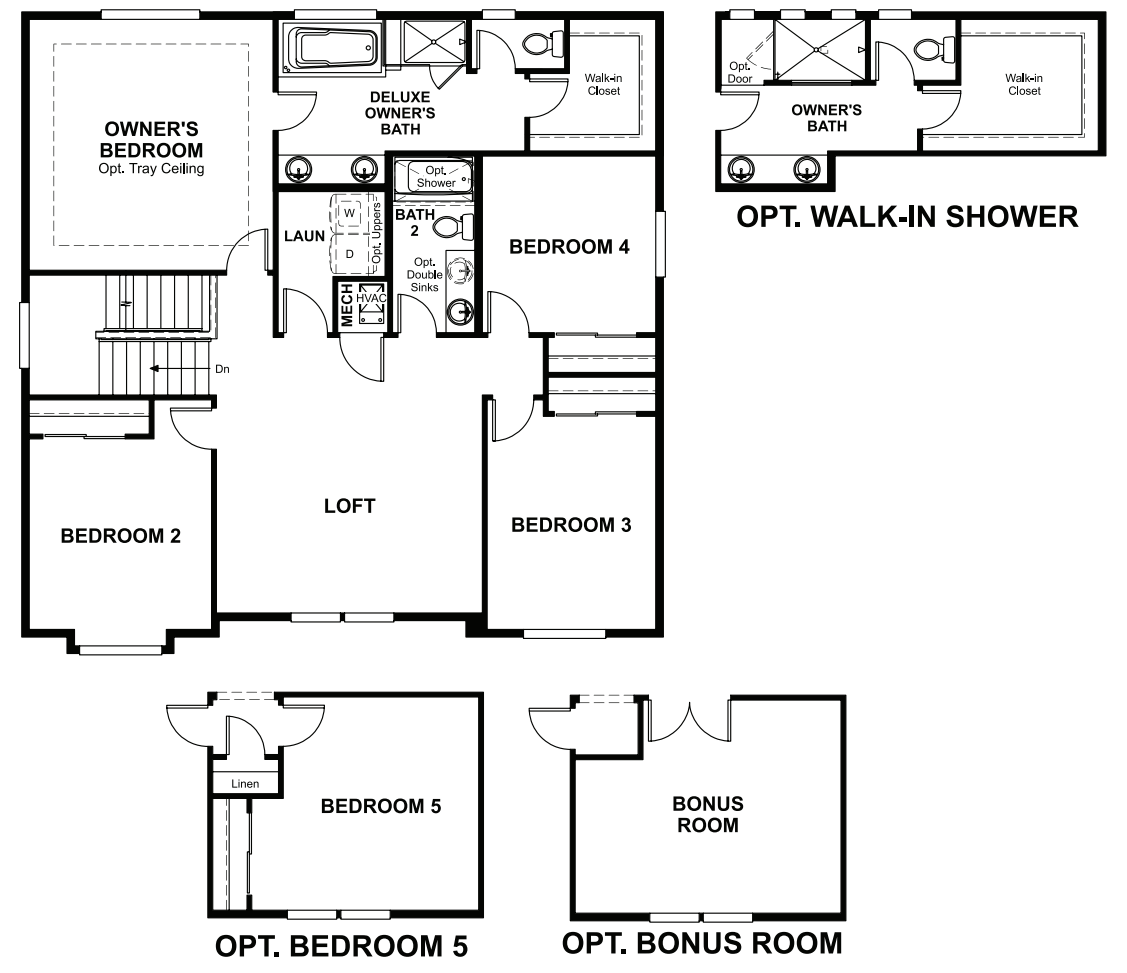 OWNER'S
BEDROOM
Opt. Tray Ceiling
DELUXE
OWNER'S
BATH
Walk-in
Closet
Opt.
Door
OWNER'S
BATH
Walk-in
Closet
OPT. WALK-IN SHOWER
LAUN
W
D
Opt. Uppers
Opt.
Shower
BATH
2
Opt.
Double
Sinks
MECH
HVAC
BEDROOM 4
Dn
BEDROOM 2
LOFT
BEDROOM 3
Linen
BEDROOM 5
OPT. BEDROOM 5
BONUS
ROOM
OPT. BONUS ROOM